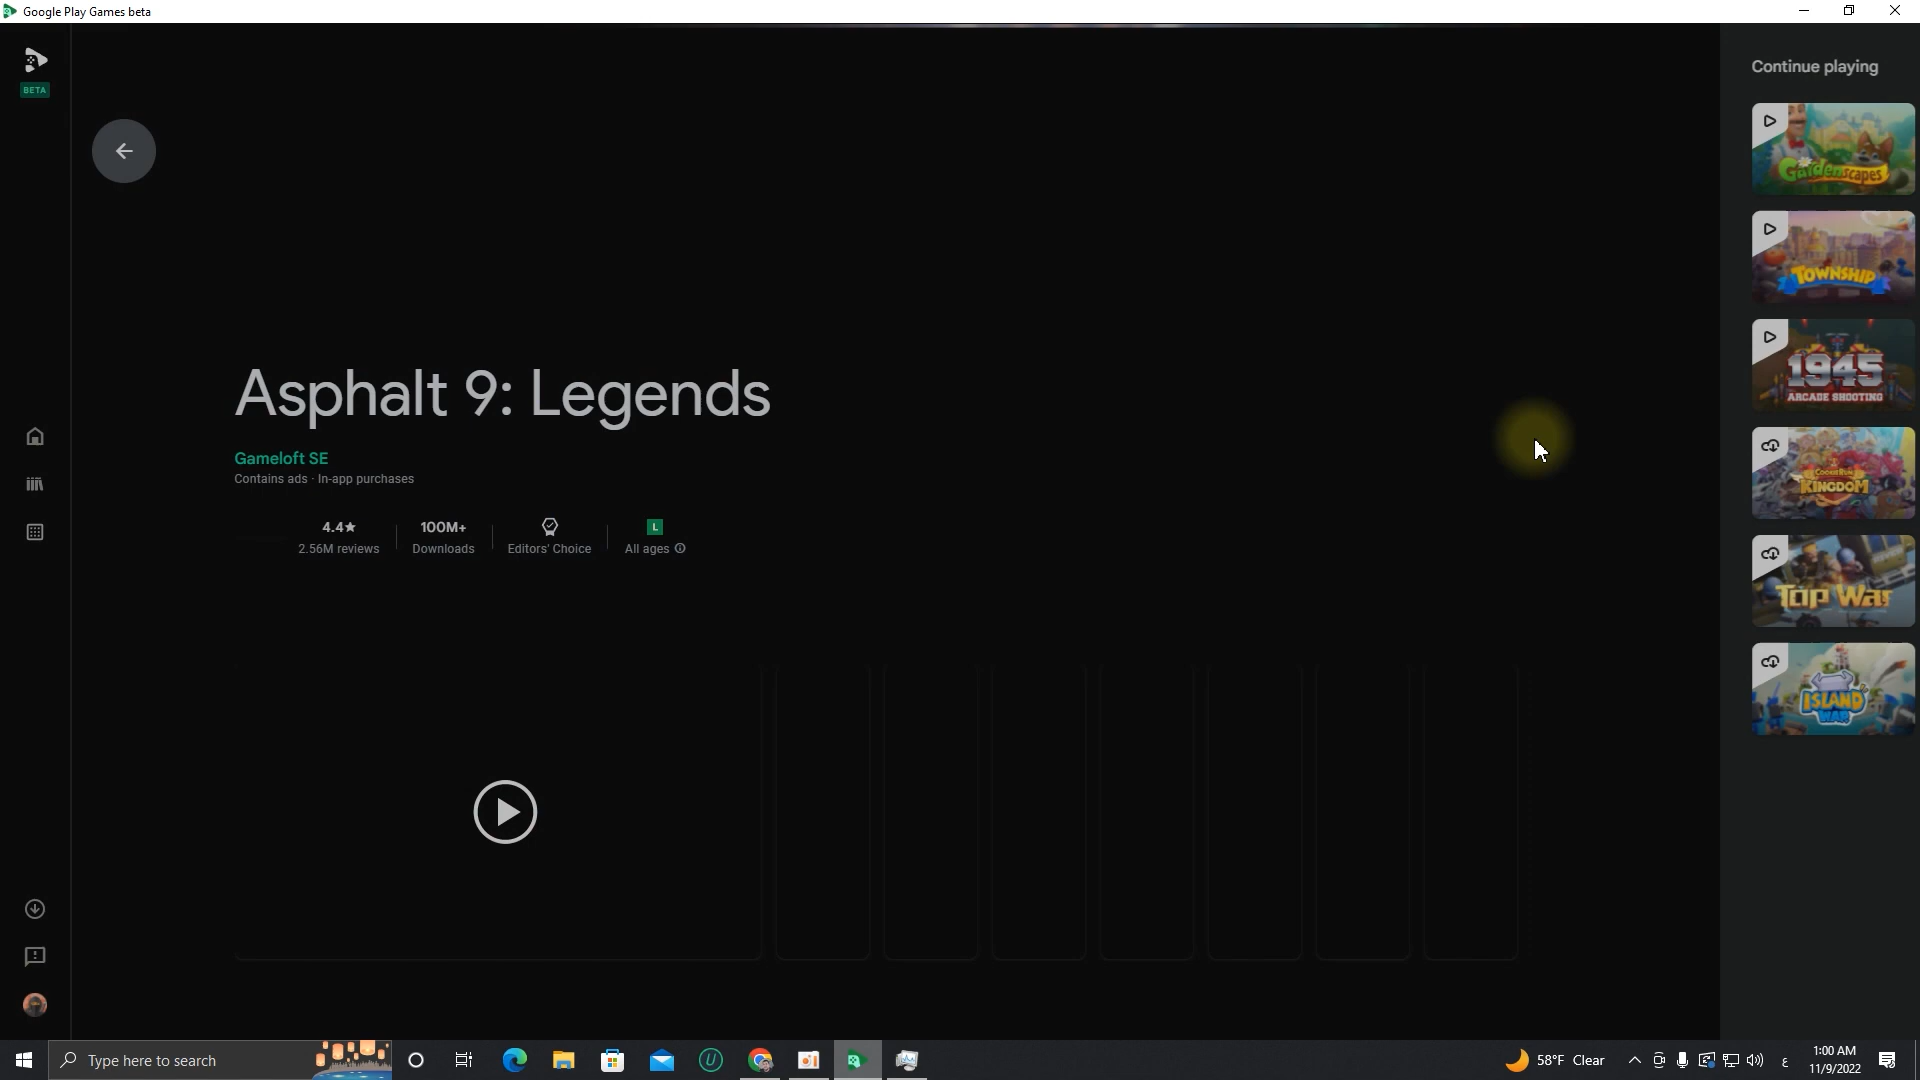 Google Play Games beta
BETA
Continue playing
Gardenscapes
TOWNSHIP
1945
ARCADE SHOOTING
COOKIERUN
KINGDOM
Top War
ISLAND
WAR
Asphalt 9: Legends
Gameloft SE
Contains ads · In-app purchases
4.4★
2.56M reviews
100M+
Downloads
Editors' Choice
L
All ages
Type here to search
58°F Clear
ع
1:00 AM
11/9/2022